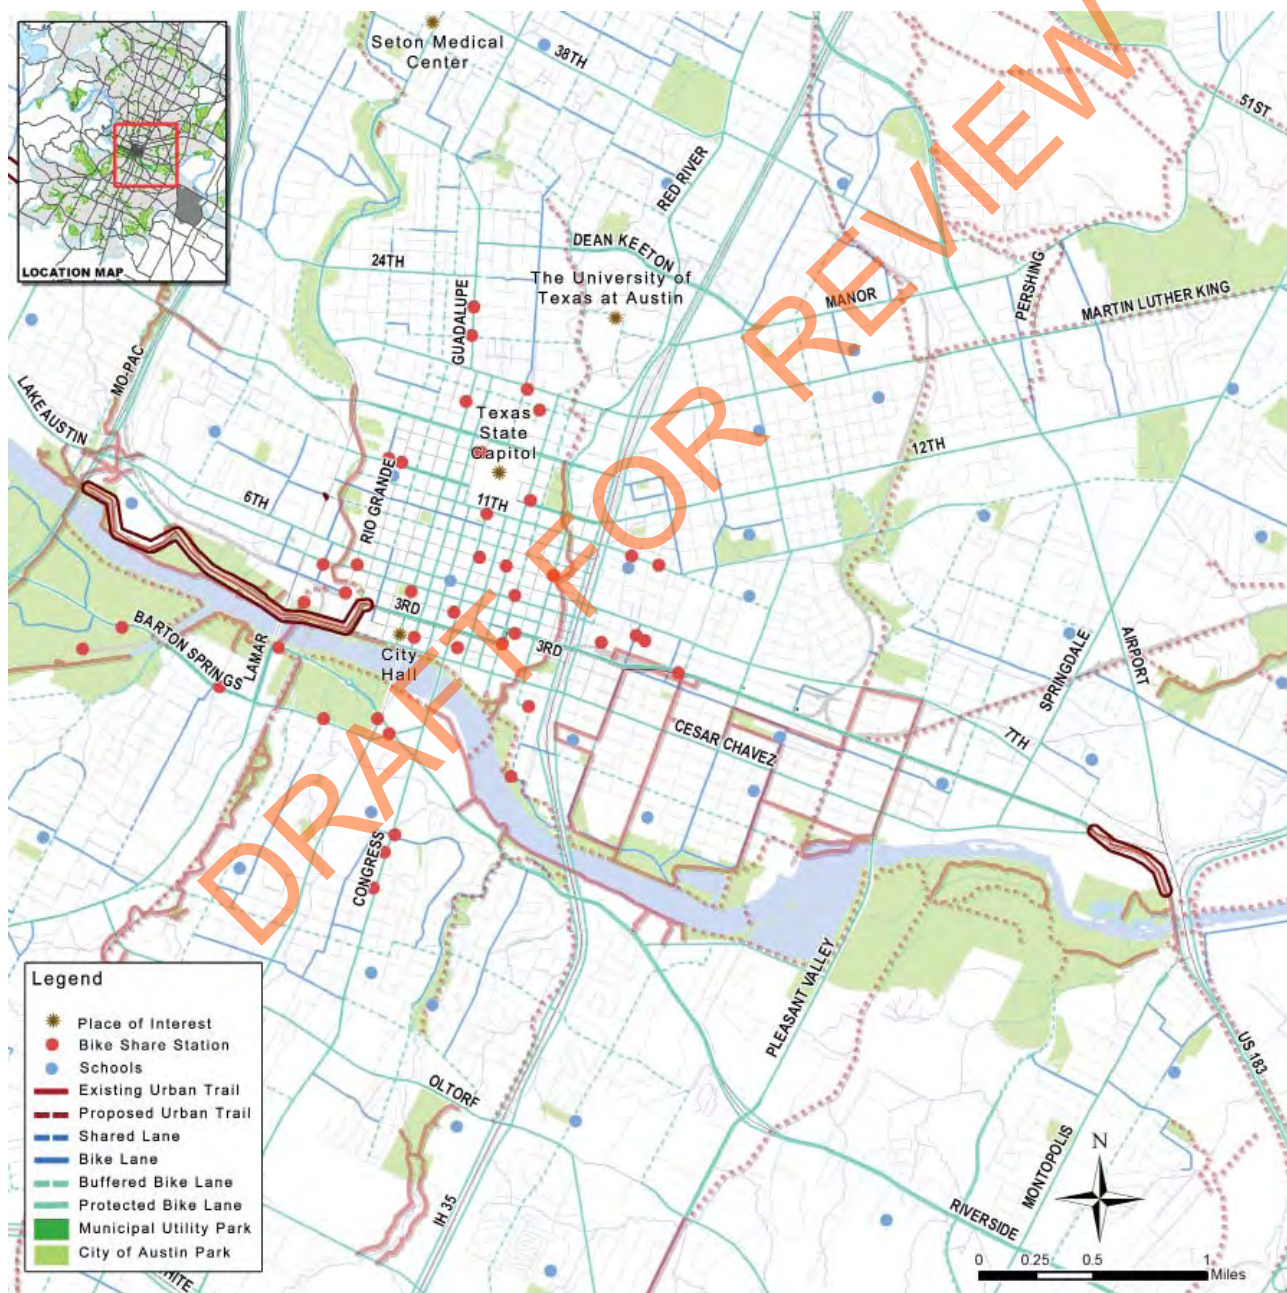 Seton Medical
Center
38TH
51ST
RED RIVER
LOCATION MAP
24TH
DEAN KEETON
The University of
Texas at Austin
GUADALUPE
MANOR
PERSHING
MARTIN LUTHER KING
MO-PAC
LAKE AUSTIN
Texas
State
Capitol
12TH
6TH
RIO GRANDE
11TH
3RD
3RD
City
Hall
BARTON SPRINGS
LAMAR
SPRINGDALE
AIRPORT
CESAR CHAVEZ
7TH
CONGRESS
PLEASANT VALLEY
US 183
OLTORF
IH 35
MONTOPOLIS
RIVERSIDE
DRAFT FOR REVIEW
Legend
Place of Interest
Bike Share Station
Schools
Existing Urban Trail
Proposed Urban Trail
Shared Lane
Bike Lane
Buffered Bike Lane
Protected Bike Lane
Municipal Utility Park
City of Austin Park
N
0 0.25 0.5 1
Miles